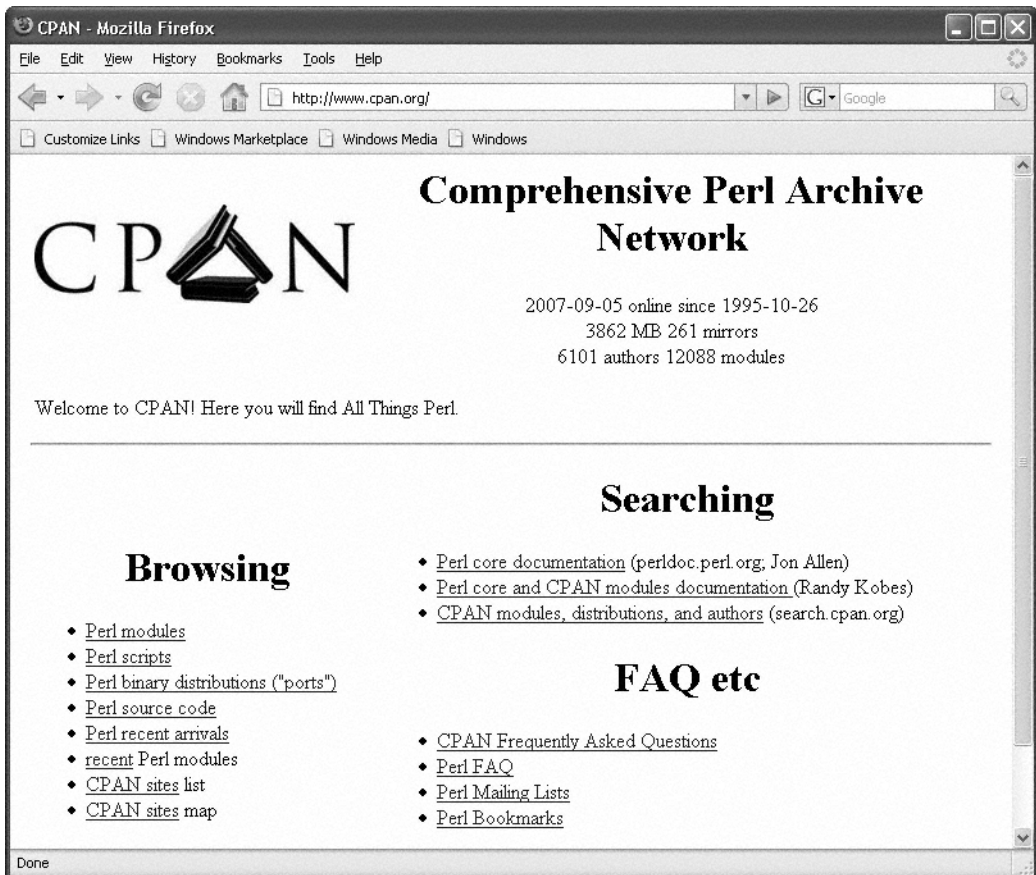 CPAN - Mozilla Firefox
File Edit View History Bookmarks Tools Help
http://www.cpan.org/
G Google
Customize Links Windows Marketplace Windows Media Windows
CPAN
Comprehensive Perl Archive
Network
2007-09-05 online since 1995-10-26
3862 MB 261 mirrors
6101 authors 12088 modules
Welcome to CPAN! Here you will find All Things Perl.
Browsing
Perl modules
Perl scripts
Perl binary distributions ("ports")
Perl source code
Perl recent arrivals
recent Perl modules
CPAN sites list
CPAN sites map
Searching
Perl core documentation (perldoc.perl.org; Jon Allen)
Perl core and CPAN modules documentation (Randy Kobes)
CPAN modules, distributions, and authors (search.cpan.org)
FAQ etc
CPAN Frequently Asked Questions
Perl FAQ
Perl Mailing Lists
Perl Bookmarks
Done